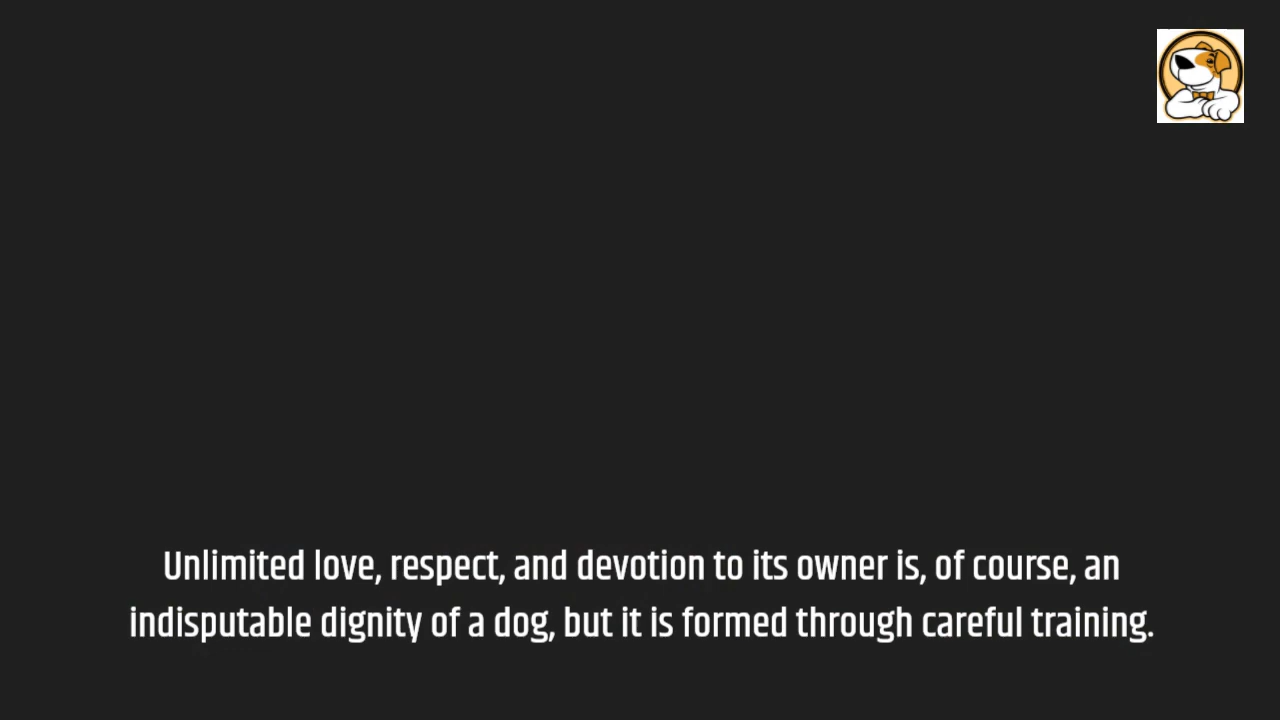 Unlimited love, respect, and devotion to its owner is, of course, an
indisputable dignity of a dog, but it is formed through careful training.